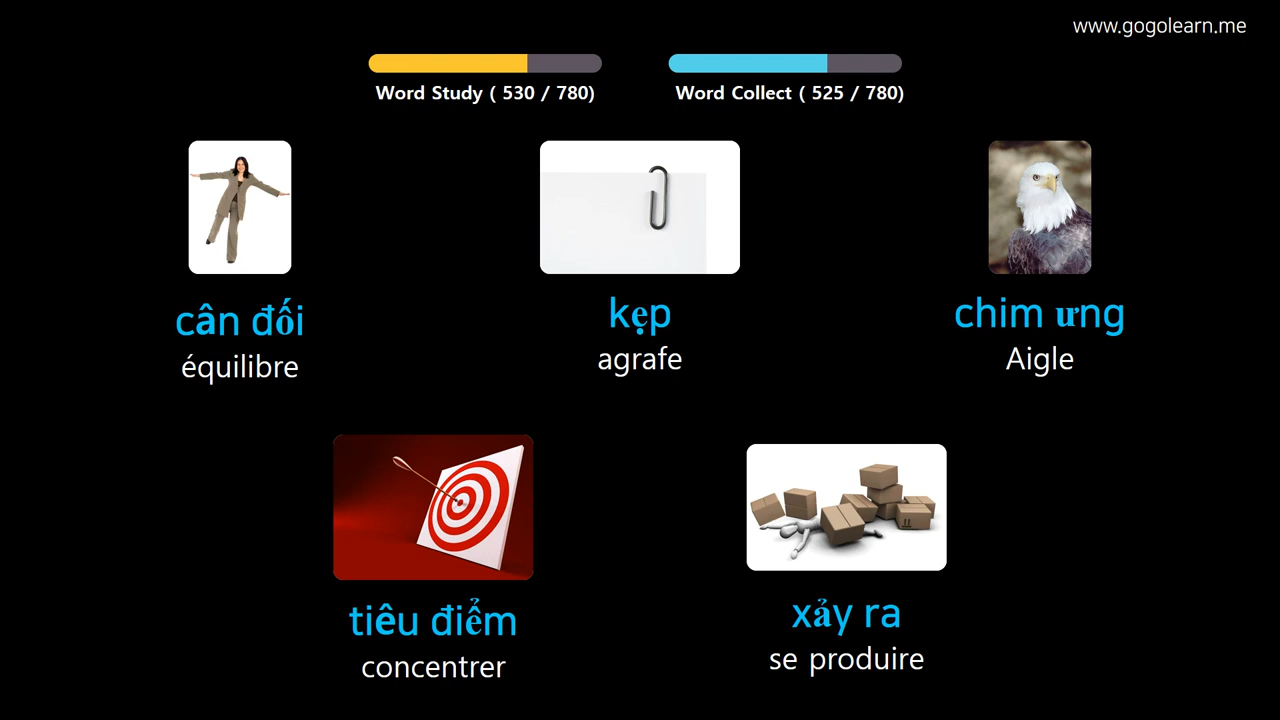 www.gogolearn.me
Word Study ( 530 / 780)
Word Collect ( 525 / 780)
cân đối
équilibre
kẹp
agrafe
chim ưng
Aigle
tiêu điểm
concentrer
xảy ra
se produire